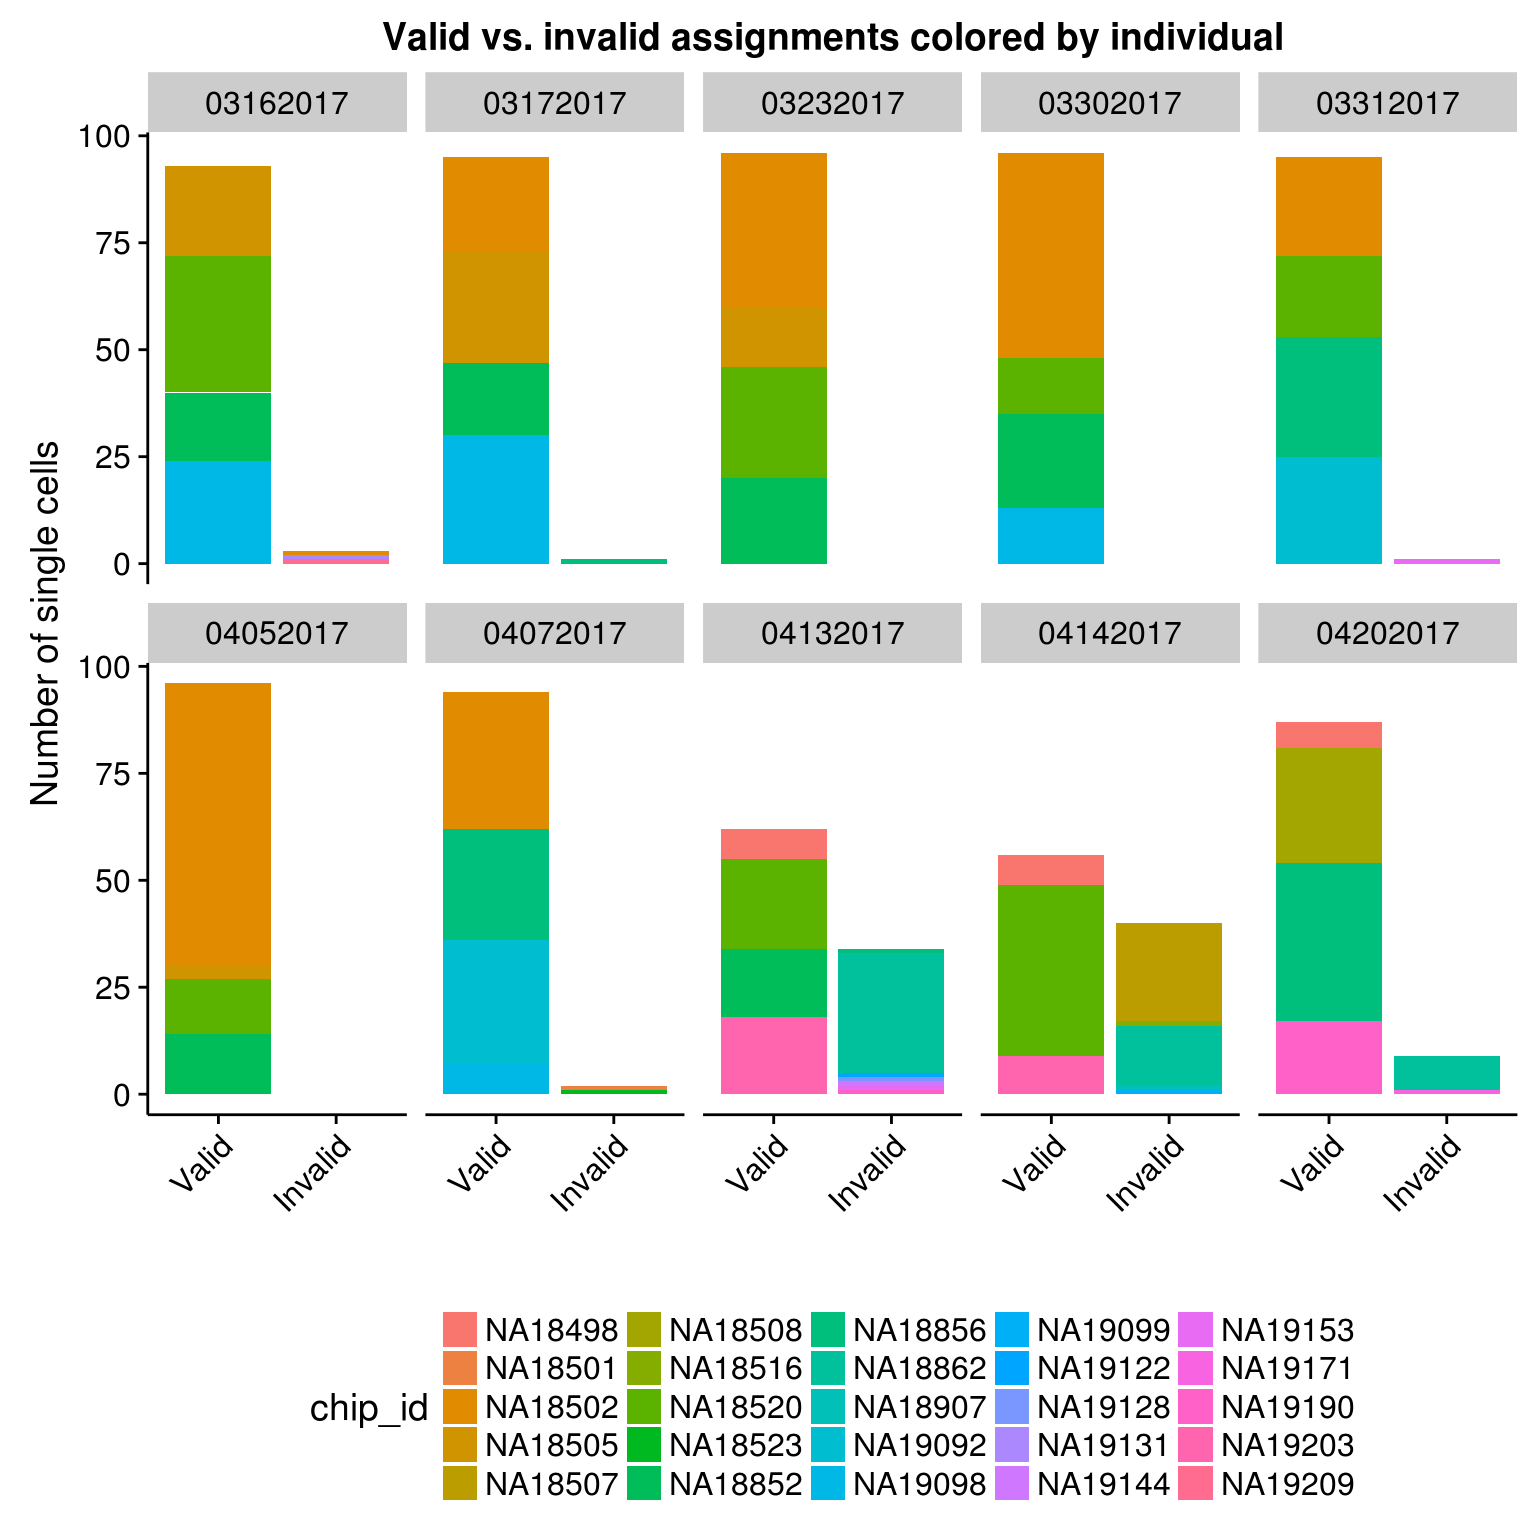 Valid vs. invalid assignments colored by individual
03162017 03172017 03232017 03302017 03312017
100
75
50
25
0
Number of single cells
04052017 04072017 04132017 04142017 04202017
100
75
50
25
0
Valid Invalid Valid Invalid Valid Invalid Valid Invalid Valid Invalid
chip_id
NA18498 NA18508 NA18856 NA19099 NA19153
NA18501 NA18516 NA18862 NA19122 NA19171
NA18502 NA18520 NA18907 NA19128 NA19190
NA18505 NA18523 NA19092 NA19131 NA19203
NA18507 NA18852 NA19098 NA19144 NA19209